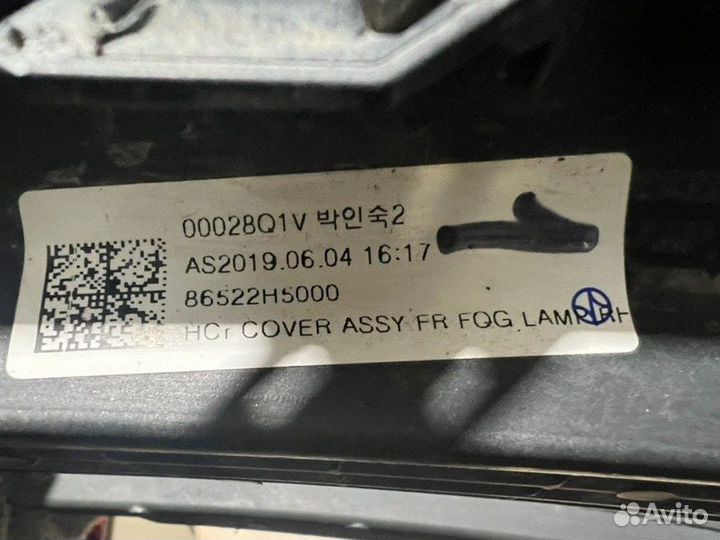 00028Q1V 박인숙2
AS2019.06.04 16:17
86522H5000
HCr COVER ASSY FR FOG LAMP RH
Avito